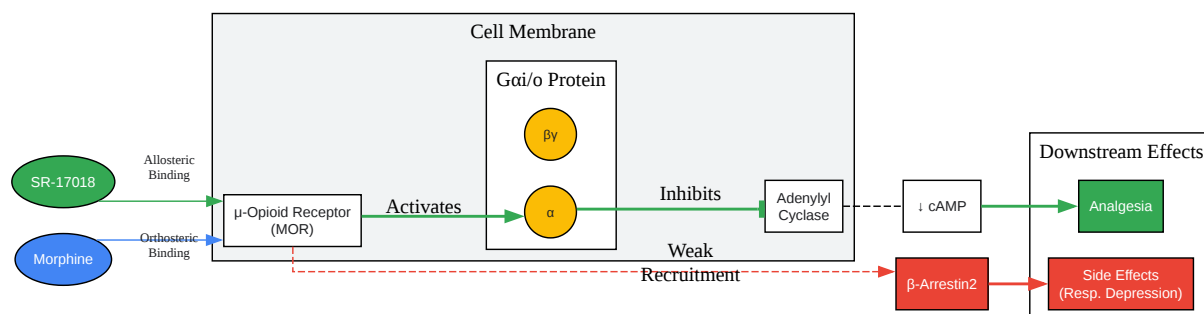 Cell Membrane
Gαi/o Protein
βγ
α
Allosteric
Binding
SR-17018
Orthosteric
Binding
Morphine
μ-Opioid Receptor
(MOR)
Activates
Inhibits
Adenylyl
Cyclase
↓ cAMP
Downstream Effects
Analgesia
Weak
Recruitment
β-Arrestin2
Side Effects
(Resp. Depression)